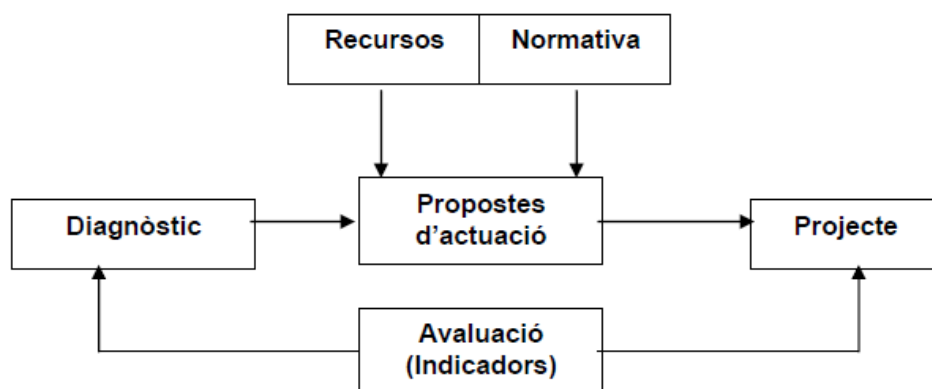 Recursos
Normativa
Diagnòstic
Propostes
d'actuació
Projecte
Avaluació
(Indicadors)